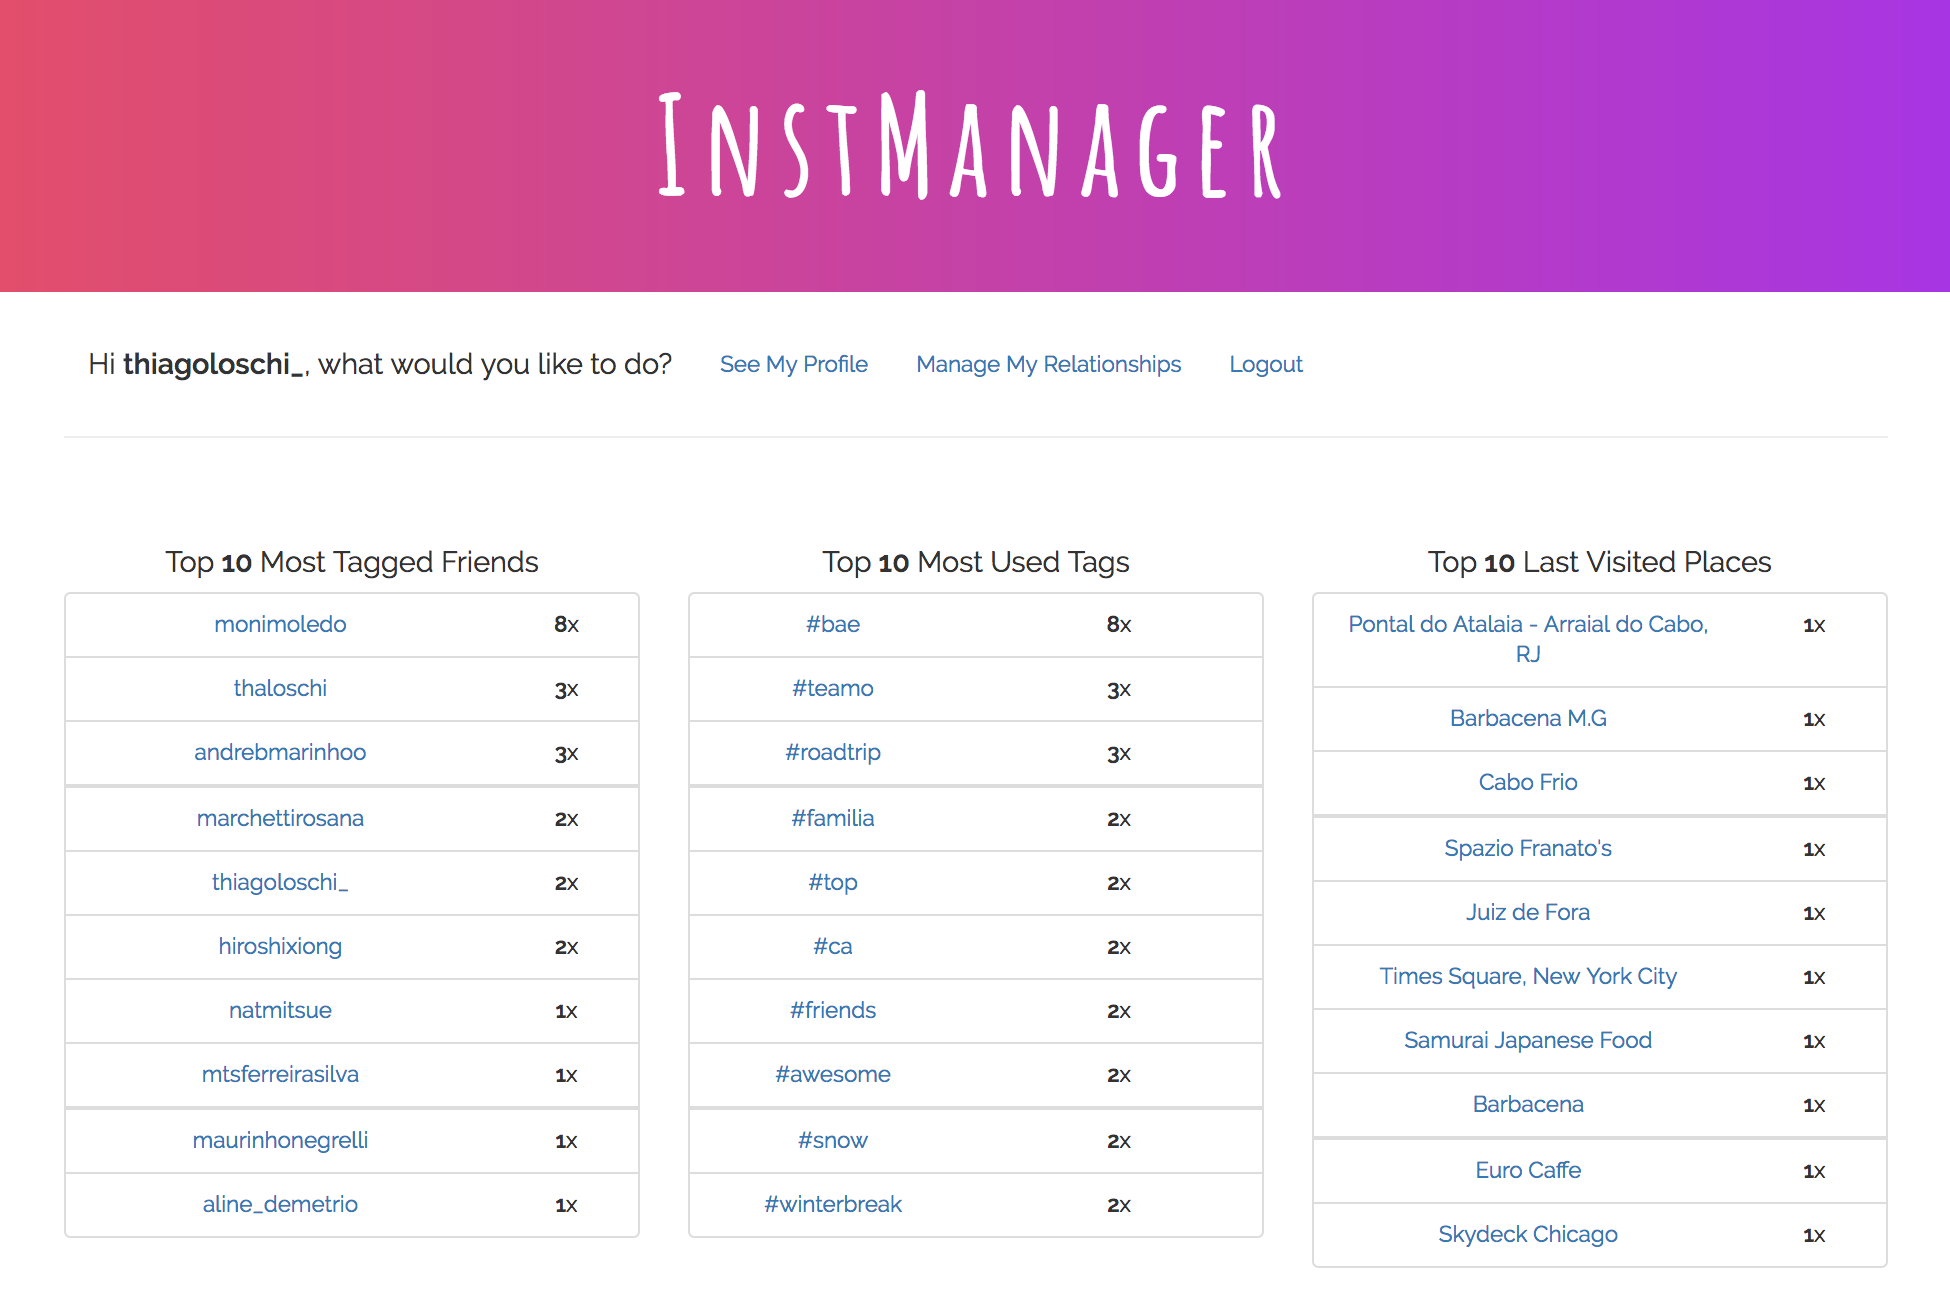 InstManager
Hi thiagoloschi_, what would you like to do? See My Profile Manage My Relationships Logout
Top 10 Most Tagged Friends
monimoledo 8x
thaloschi 3x
andrebmarinhoo 3x
marchettirosana 2x
thiagoloschi_ 2x
hiroshixiong 2x
natmitsue 1x
mtsferreirasilva 1x
maurinhonegrelli 1x
aline_demetrio 1x
Top 10 Most Used Tags
#bae 8x
#teamo 3x
#roadtrip 3x
#familia 2x
#top 2x
#ca 2x
#friends 2x
#awesome 2x
#snow 2x
#winterbreak 2x
Top 10 Last Visited Places
Pontal do Atalaia - Arraial do Cabo, 1x
RJ
Barbacena M.G 1x
Cabo Frio 1x
Spazio Franato's 1x
Juiz de Fora 1x
Times Square, New York City 1x
Samurai Japanese Food 1x
Barbacena 1x
Euro Caffe 1x
Skydeck Chicago 1x